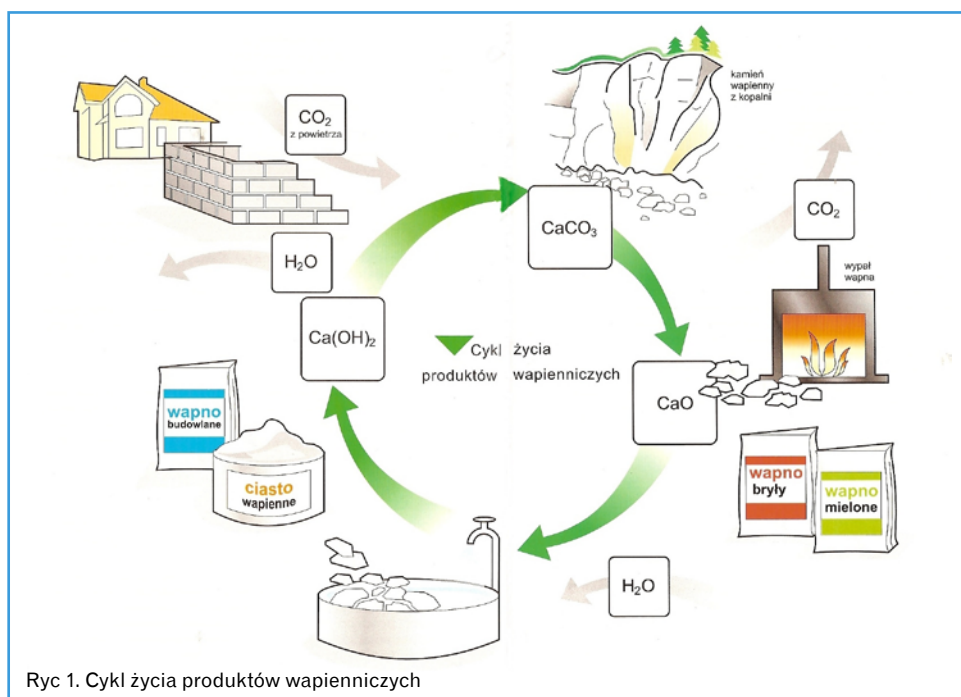 kamień
wapienny
z kopalni
CO₂
z powietrza
CO₂
CaCO₃
wypał
wapna
H₂O
Ca(OH)₂
Cykl życia
produktów wapienniczych
CaO
wapno
budowlane
ciasto
wapienne
wapno
bryły
wapno
mielone
H₂O
Ryc 1. Cykl życia produktów wapienniczych